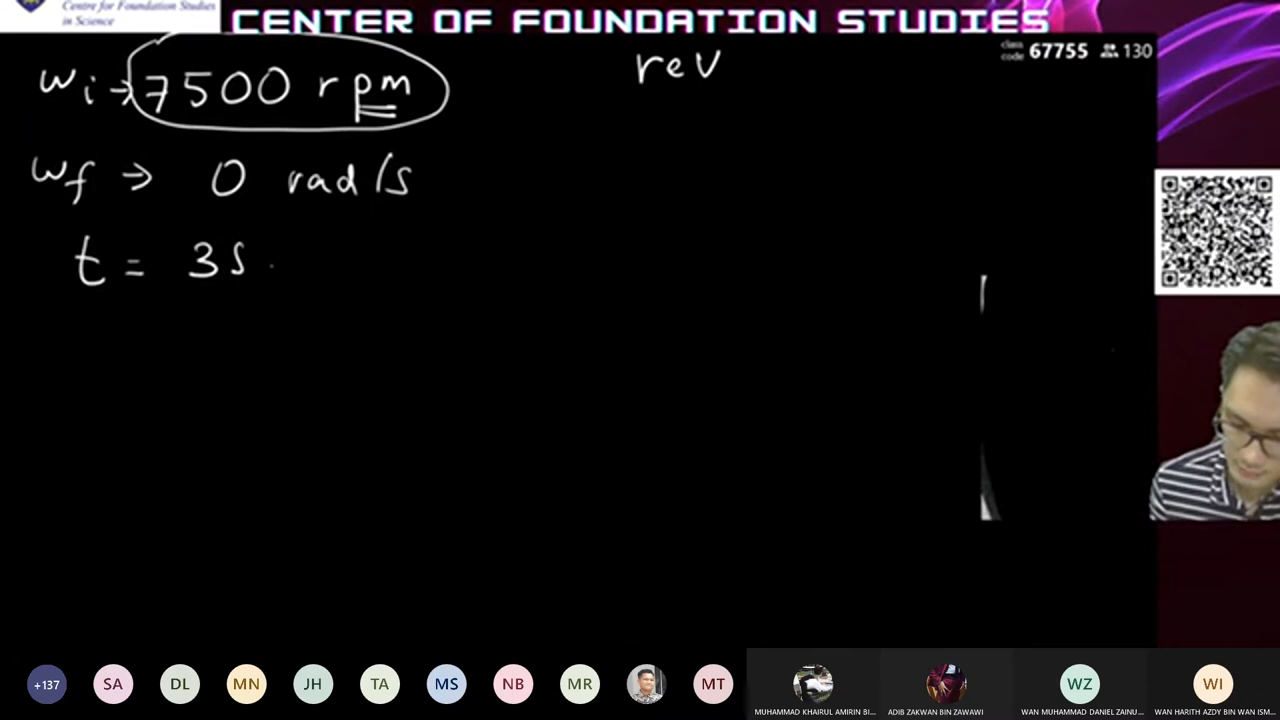 Centre for Foundation Studies
in Science
CENTER OF FOUNDATION STUDIES
class
code 67755 130
ωi → 7500 rpm
rev
ωf → 0 rad/s
t = 3s
+137 SA DL MN JH TA MS NB MR MT WZ WI
MUHAMMAD KHAIRUL AMIRIN BI... ADIB ZAKWAN BIN ZAWAWI WAN MUHAMMAD DANIEL ZAINU... WAN HARITH AZDY BIN WAN ISM...